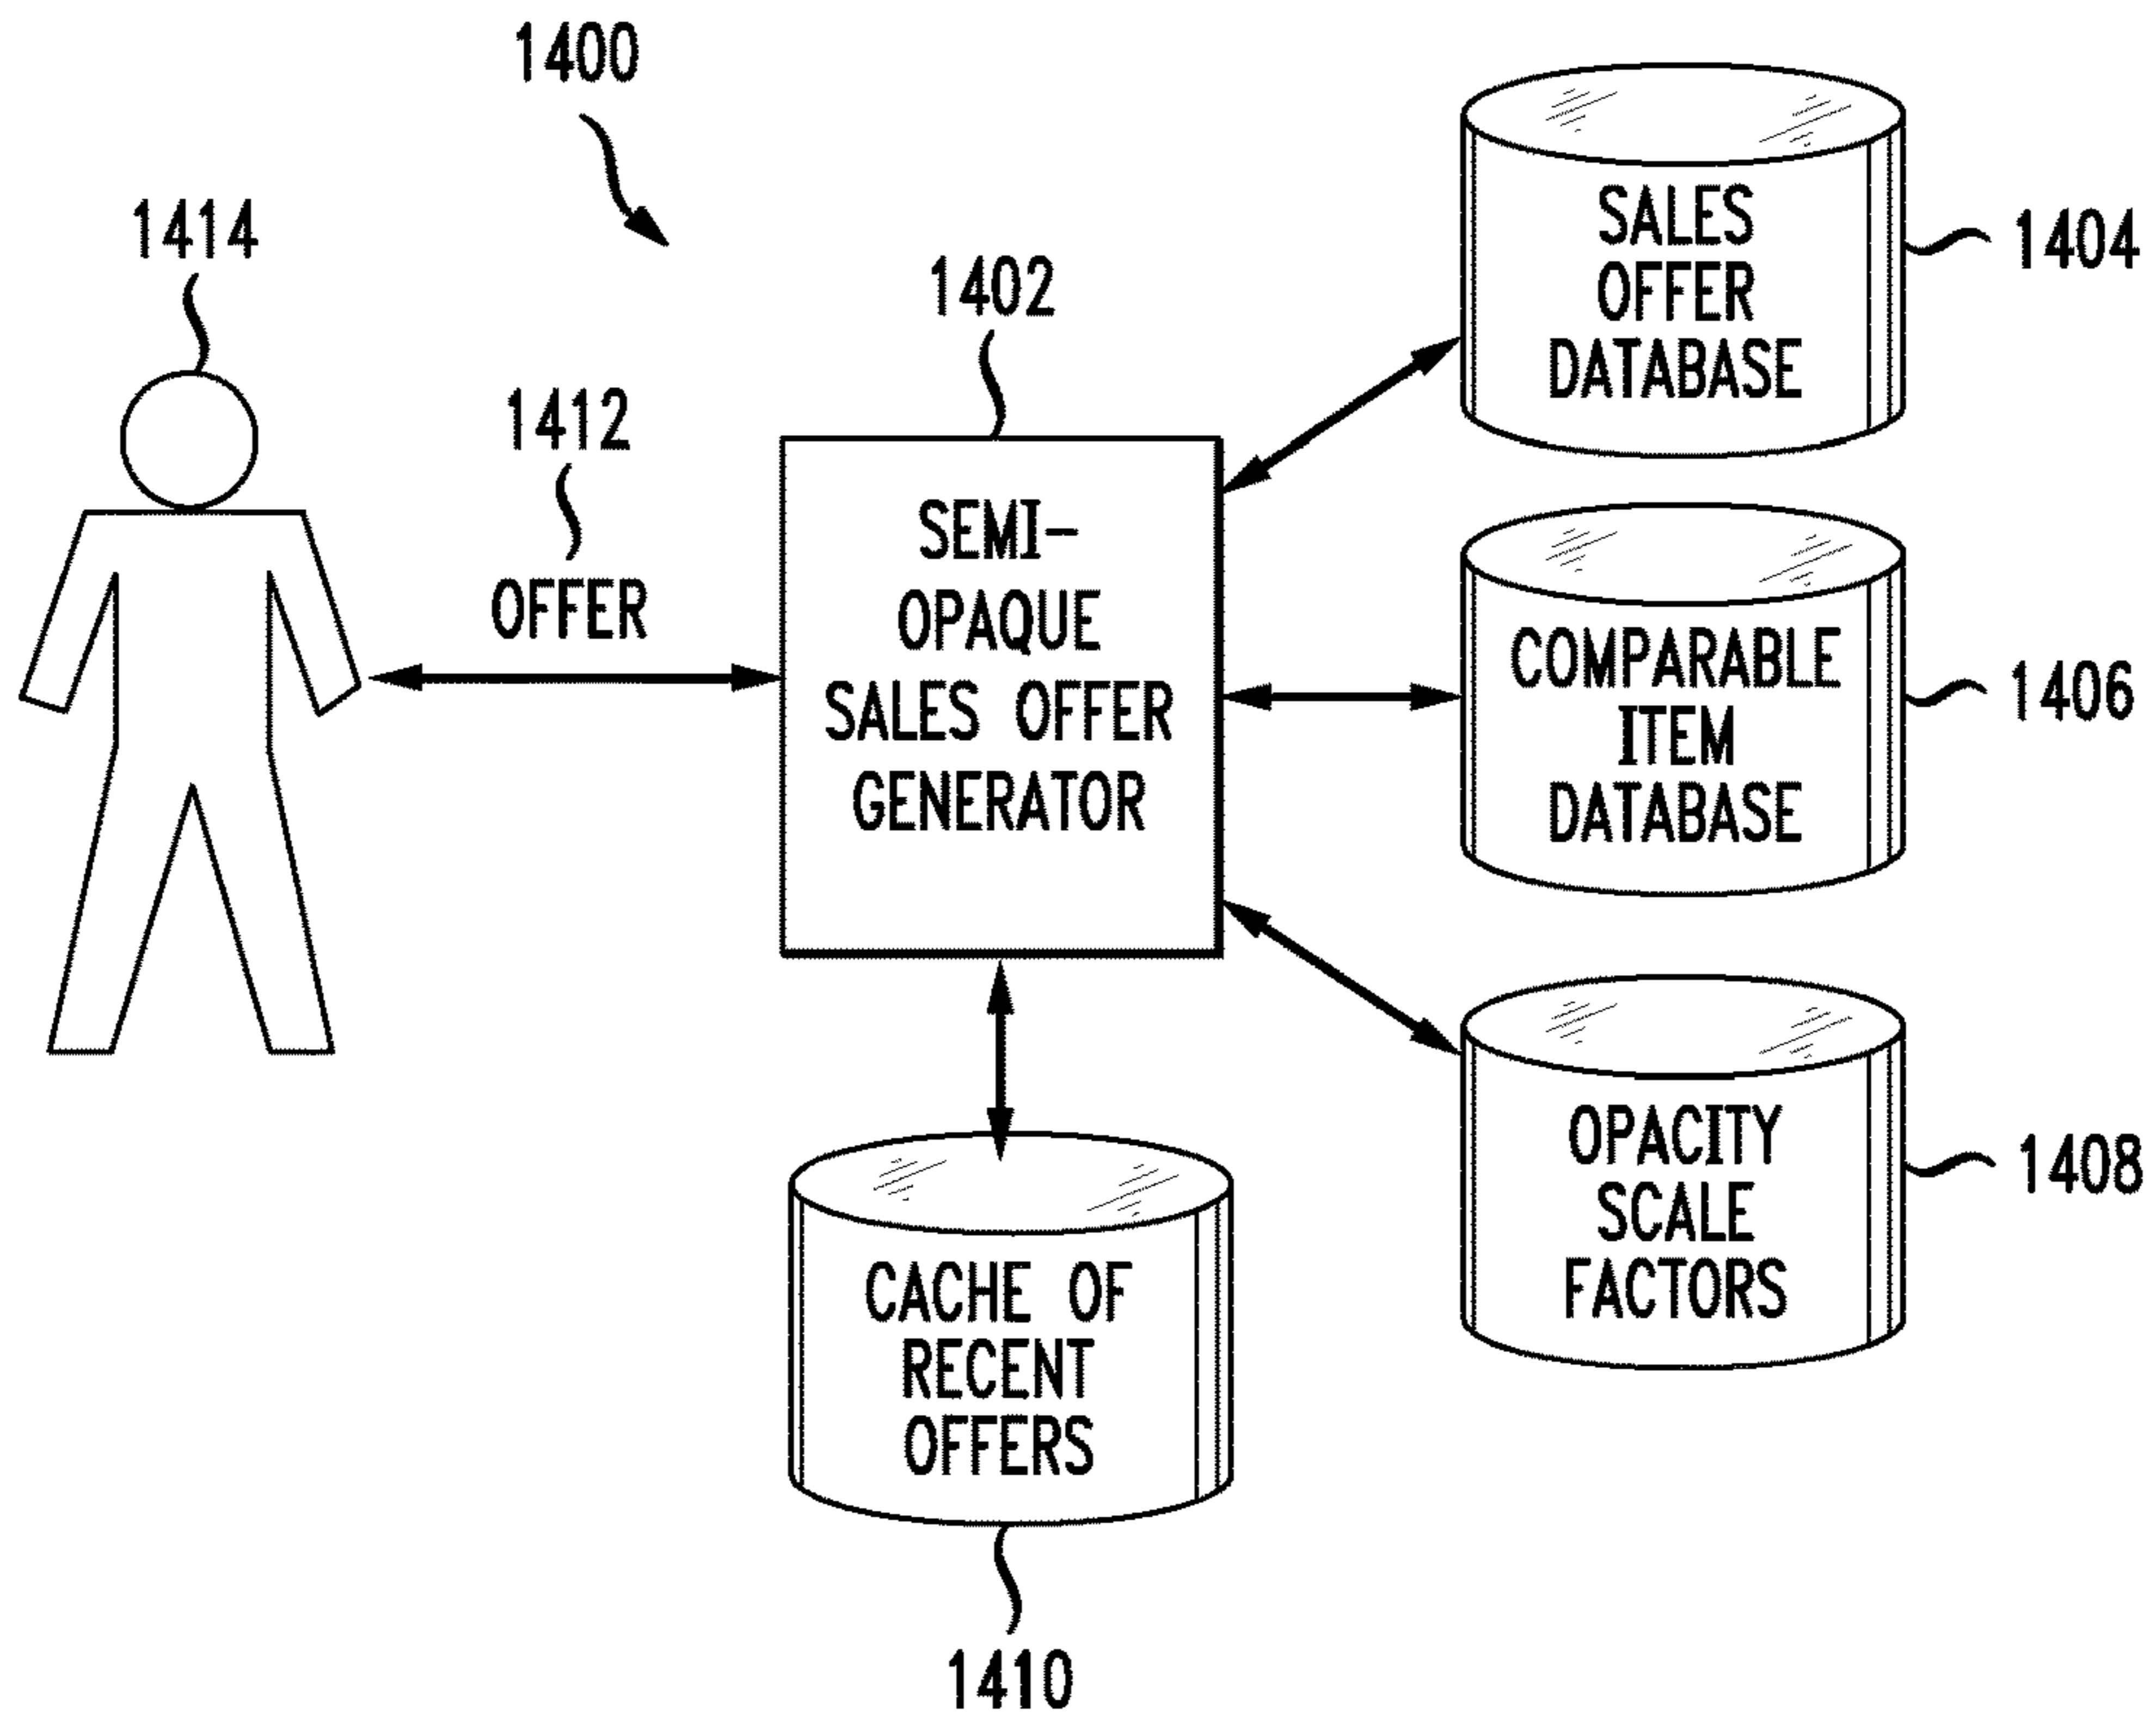 1400
1414
1412
OFFER
1402
SEMI-
OPAQUE
SALES OFFER
GENERATOR
SALES
OFFER
DATABASE
1404
COMPARABLE
ITEM
DATABASE
1406
OPACITY
SCALE
FACTORS
1408
CACHE OF
RECENT
OFFERS
1410